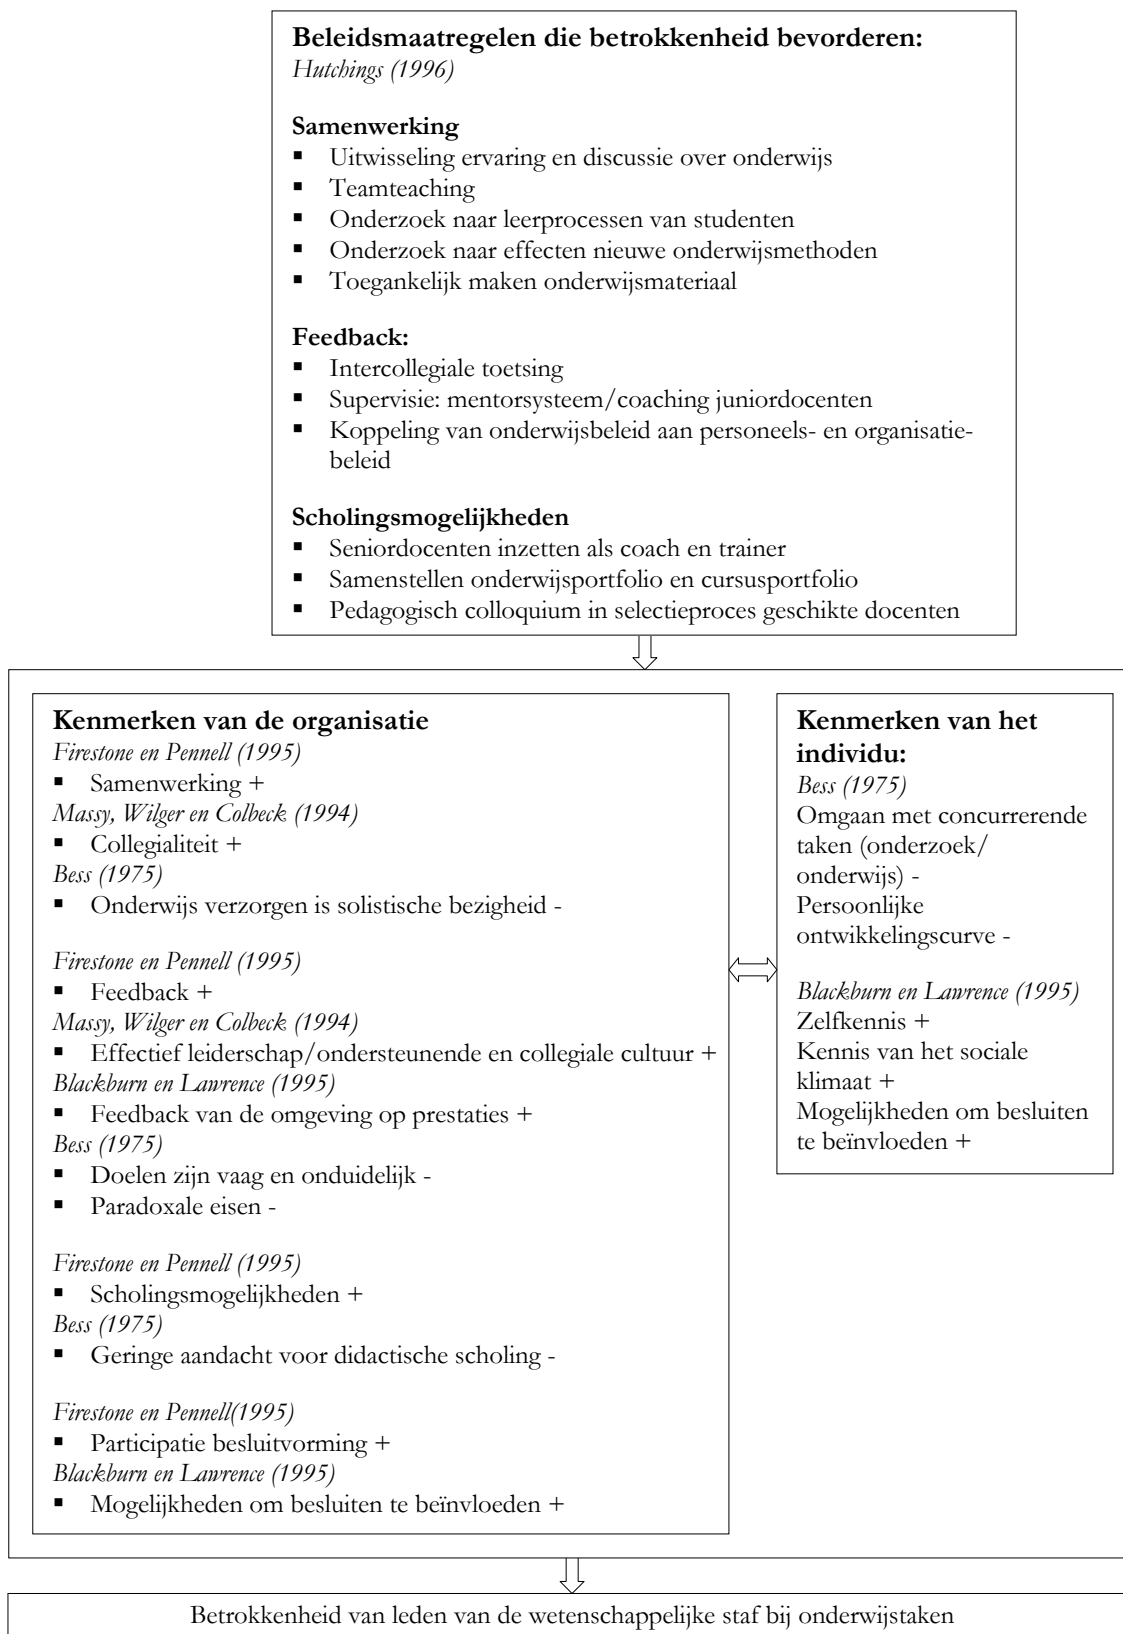 Beleidsmaatregelen die betrokkenheid bevorderen:
Hutchings (1996)
Samenwerking
▪ Uitwisseling ervaring en discussie over onderwijs
▪ Teamteaching
▪ Onderzoek naar leerprocessen van studenten
▪ Onderzoek naar effecten nieuwe onderwijsmethoden
▪ Toegankelijk maken onderwijsmateriaal
Feedback:
▪ Intercollegiale toetsing
▪ Supervisie: mentorsysteem/coaching juniordocenten
▪ Koppeling van onderwijsbeleid aan personeels- en organisatie-
beleid
Scholingsmogelijkheden
▪ Seniordocenten inzetten als coach en trainer
▪ Samenstellen onderwijsportfolio en cursusportfolio
▪ Pedagogisch colloquium in selectieproces geschikte docenten
Kenmerken van de organisatie
Firestone en Pennell (1995)
▪ Samenwerking +
Massy, Wilger en Colbeck (1994)
▪ Collegialiteit +
Bess (1975)
▪ Onderwijs verzorgen is solistische bezigheid -
Firestone en Pennell (1995)
▪ Feedback +
Massy, Wilger en Colbeck (1994)
▪ Effectief leiderschap/ondersteunende en collegiale cultuur +
Blackburn en Lawrence (1995)
▪ Feedback van de omgeving op prestaties +
Bess (1975)
▪ Doelen zijn vaag en onduidelijk -
▪ Paradoxale eisen -
Firestone en Pennell (1995)
▪ Scholingsmogelijkheden +
Bess (1975)
▪ Geringe aandacht voor didactische scholing -
Firestone en Pennell(1995)
▪ Participatie besluitvorming +
Blackburn en Lawrence (1995)
▪ Mogelijkheden om besluiten te beïnvloeden +
Kenmerken van het
individu:
Bess (1975)
Omgaan met concurrerende
taken (onderzoek/
onderwijs) -
Persoonlijke
ontwikkelingscurve -
Blackburn en Lawrence (1995)
Zelfkennis +
Kennis van het sociale
klimaat +
Mogelijkheden om besluiten
te beïnvloeden +
Betrokkenheid van leden van de wetenschappelijke staf bij onderwijstaken